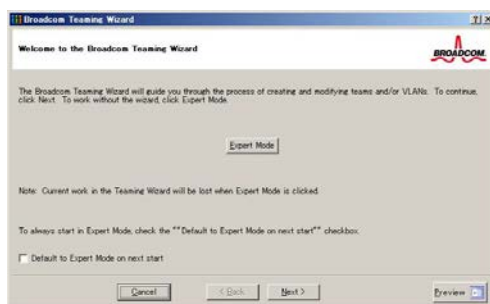 Broadcom Teaming Wizard
Welcome to the Broadcom Teaming Wizard
BROADCOM.
The Broadcom Teaming Wizard will guide you through the process of creating and modifying teams and/or VLANs. To continue,
click Next. To work without the wizard, click Expert Mode.
Expert Mode
Note: Current work in the Teaming Wizard will be lost when Expert Mode is clicked.
To always start in Expert Mode, check the ""Default to Expert Mode on next start"" checkbox.
Default to Expert Mode on next start
Cancel
< Back
Next >
Preview